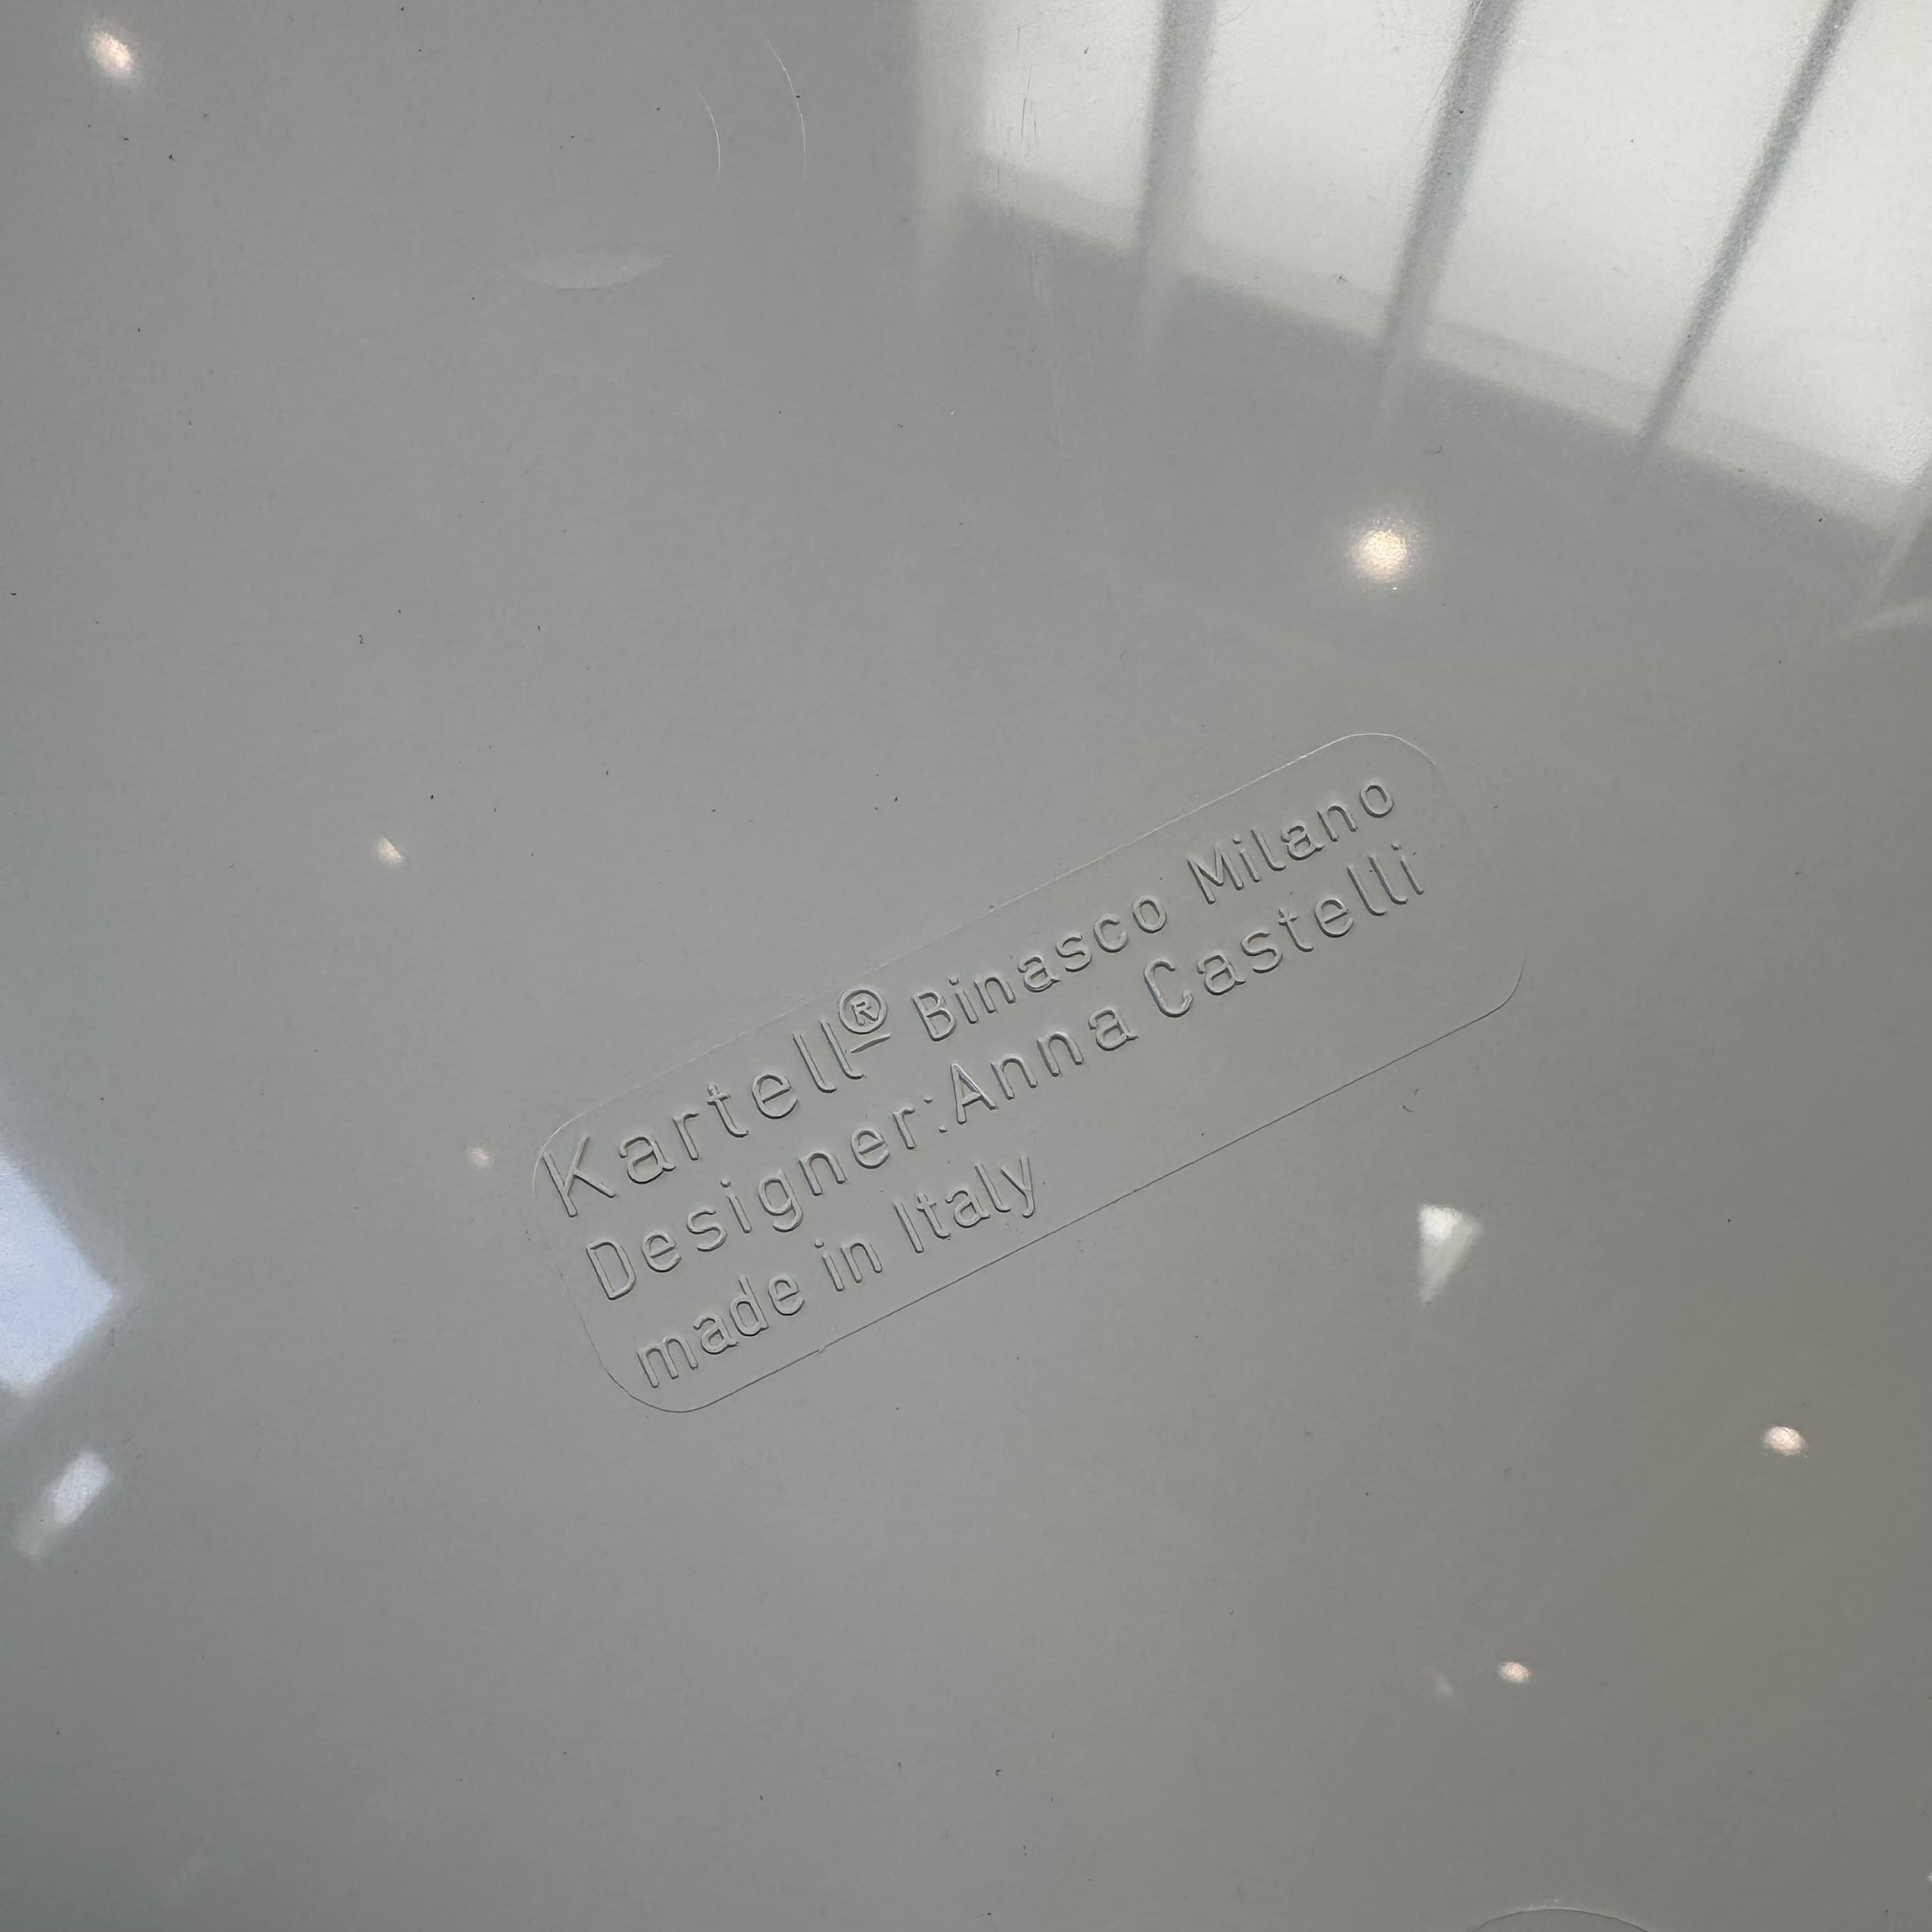 Kartell® Binasco Milano
Designer: Anna Castelli
made in Italy